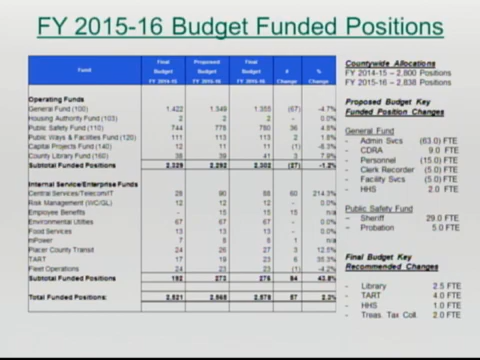 FY 2015-16 Budget Funded Positions
Fund Final Budget FY 2014-15 Proposed Budget FY 2015-16 Final Budget FY 2015-16 # Change % Change
Operating Funds
General Fund (100) 1,422 1,349 1,355 (67) -4.7%
Housing Authority Fund (103) 2 2 2 - 0.0%
Public Safety Fund (110) 744 778 780 36 4.8%
Public Ways & Facilities Fund (120) 111 113 113 2 1.8%
Capital Projects Fund (140) 12 11 11 (1) -8.3%
County Library Fund (160) 38 39 41 3 7.9%
Subtotal Funded Positions 2,329 2,292 2,302 (27) -1.2%
Internal Service/Enterprise Funds
Central Services/Telecom/IT 28 90 88 60 214.3%
Risk Management (WC/GL) 12 12 12 - 0.0%
Employee Benefits - 15 15 15 n/a
Environmental Utilities 67 67 67 - 0.0%
Food Services 13 13 13 - 0.0%
mPower 7 8 8 1 n/a
Placer County Transit 24 26 27 3 12.5%
TART 17 19 23 6 35.3%
Fleet Operations 24 23 23 (1) -4.2%
Subtotal Funded Positions 192 273 276 84 43.8%
Total Funded Positions: 2,521 2,565 2,578 57 2.3%
Countywide Allocations
FY 2014-15 – 2,800 Positions
FY 2015-16 – 2,838 Positions
Proposed Budget Key
Funded Position Changes
General Fund
- Admin Svcs (63.0) FTE
- CDRA 9.0 FTE
- Personnel (15.0) FTE
- Clerk Recorder (5.0) FTE
- Facility Svcs (5.0) FTE
- HHS 2.0 FTE
Public Safety Fund
- Sheriff 29.0 FTE
- Probation 5.0 FTE
Final Budget Key
Recommended Changes
- Library 2.5 FTE
- TART 4.0 FTE
- HHS 1.0 FTE
- Treas. Tax Coll. 2.0 FTE